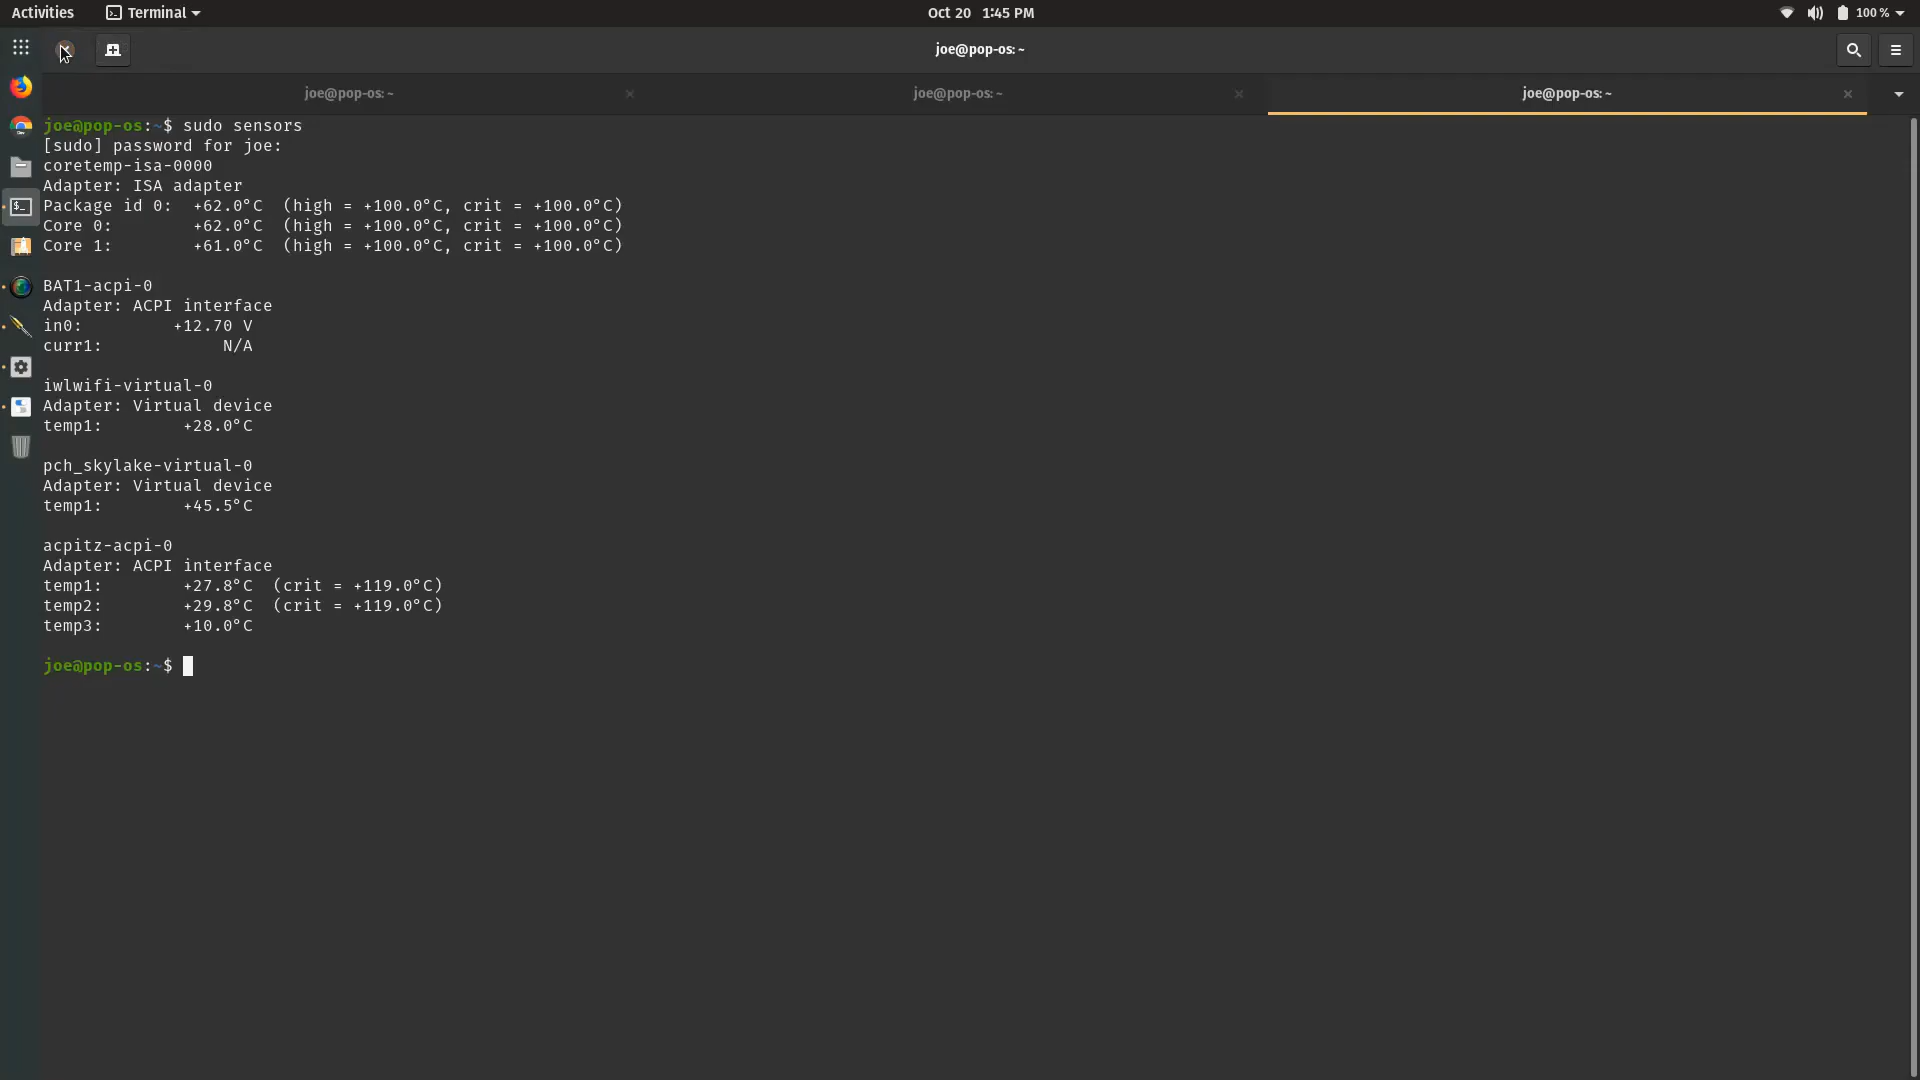 Activities Terminal Oct 20 1:45 PM 100 %
joe@pop-os: ~
joe@pop-os: ~ joe@pop-os: ~ joe@pop-os: ~
joe@pop-os:~$ sudo sensors
[sudo] password for joe:
coretemp-isa-0000
Adapter: ISA adapter
Package id 0:  +62.0°C  (high = +100.0°C, crit = +100.0°C)
Core 0:        +62.0°C  (high = +100.0°C, crit = +100.0°C)
Core 1:        +61.0°C  (high = +100.0°C, crit = +100.0°C)
BAT1-acpi-0
Adapter: ACPI interface
in0:         +12.70 V
curr1:            N/A
iwlwifi-virtual-0
Adapter: Virtual device
temp1:        +28.0°C
pch_skylake-virtual-0
Adapter: Virtual device
temp1:        +45.5°C
acpitz-acpi-0
Adapter: ACPI interface
temp1:        +27.8°C  (crit = +119.0°C)
temp2:        +29.8°C  (crit = +119.0°C)
temp3:        +10.0°C
joe@pop-os:~$